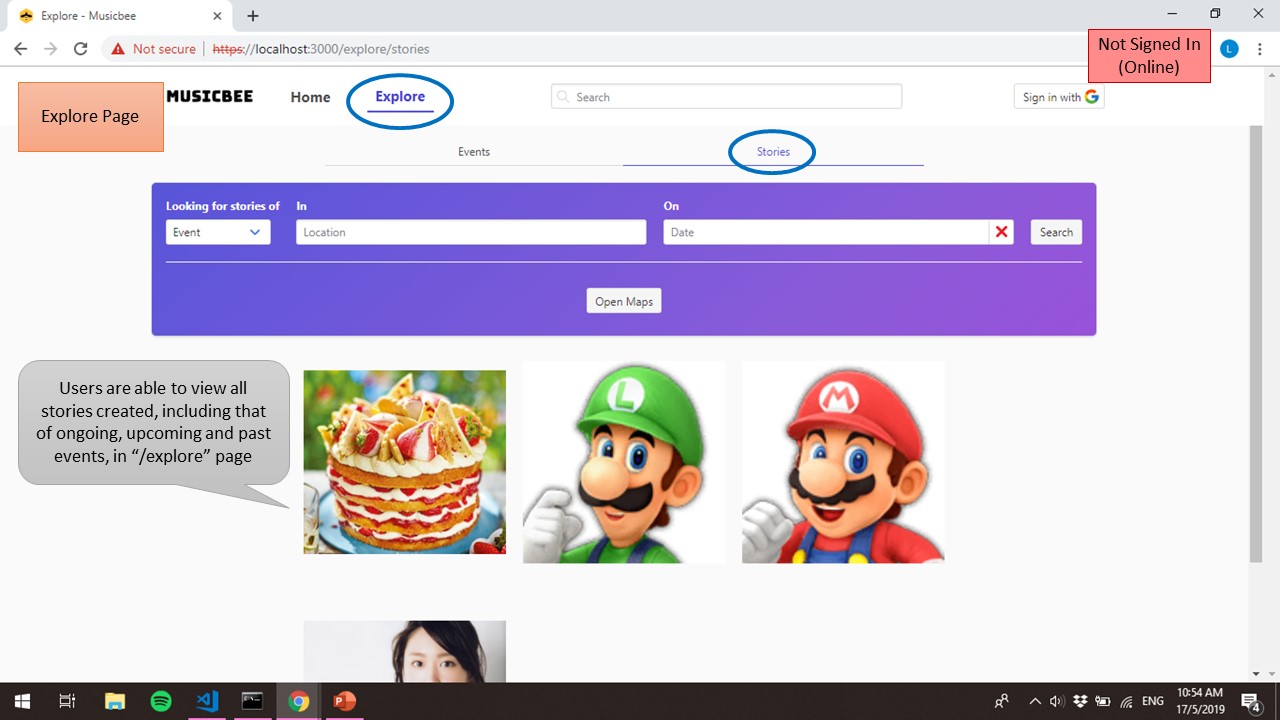 Explore - Musicbee
Not secure
https://localhost:3000/explore/stories
L
Not Signed In
(Online)
Explore Page
MUSICBEE
Home
Explore
Search
Sign in with
Events
Stories
Looking for stories of
In
On
Event
Location
Date
Search
Open Maps
Users are able to view all
stories created, including that
of ongoing, upcoming and past
events, in “/explore” page
L
M
ENG
10:54 AM
17/5/2019
4